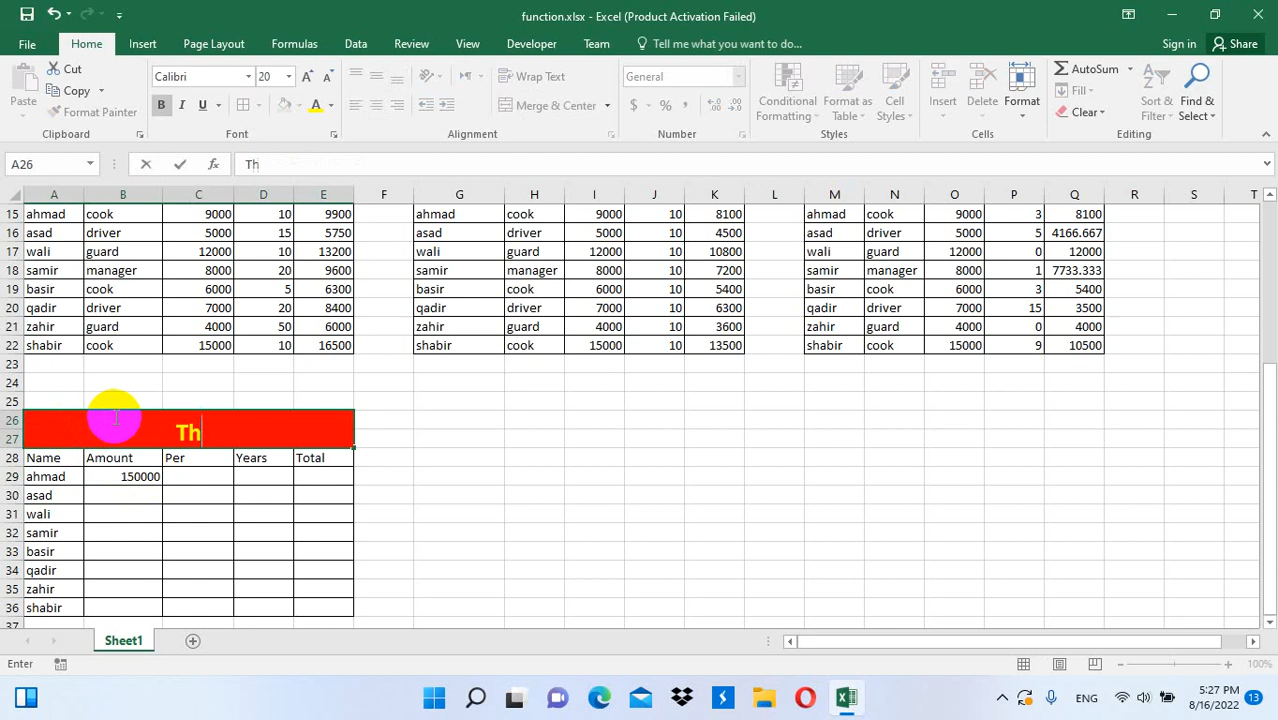 function.xlsx - Excel (Product Activation Failed)
File Home Insert Page Layout Formulas Data Review View Developer Team Tell me what you want to do... Sign in Share
Paste Cut Copy Format Painter Clipboard
Calibri 20 A A B I U A Font
Wrap Text Merge & Center Alignment
General $ % , Number
Conditional Formatting Format as Table Cell Styles Styles
Insert Delete Format Cells
AutoSum Fill Clear Sort & Filter Find & Select Editing
A26 fx Th
A B C D E F G H I J K L M N O P Q R S T
15 ahmad cook 9000 10 9900 ahmad cook 9000 10 8100 ahmad cook 9000 3 8100
16 asad driver 5000 15 5750 asad driver 5000 10 4500 asad driver 5000 5 4166.667
17 wali guard 12000 10 13200 wali guard 12000 10 10800 wali guard 12000 0 12000
18 samir manager 8000 20 9600 samir manager 8000 10 7200 samir manager 8000 1 7733.333
19 basir cook 6000 5 6300 basir cook 6000 10 5400 basir cook 6000 3 5400
20 qadir driver 7000 20 8400 qadir driver 7000 10 6300 qadir driver 7000 15 3500
21 zahir guard 4000 50 6000 zahir guard 4000 10 3600 zahir guard 4000 0 4000
22 shabir cook 15000 10 16500 shabir cook 15000 10 13500 shabir cook 15000 9 10500
23
24
25
26
27 Th
28 Name Amount Per Years Total
29 ahmad 150000
30 asad
31 wali
32 samir
33 basir
34 qadir
35 zahir
36 shabir
37
Sheet1
Enter 100%
ENG 5:27 PM 8/16/2022 13